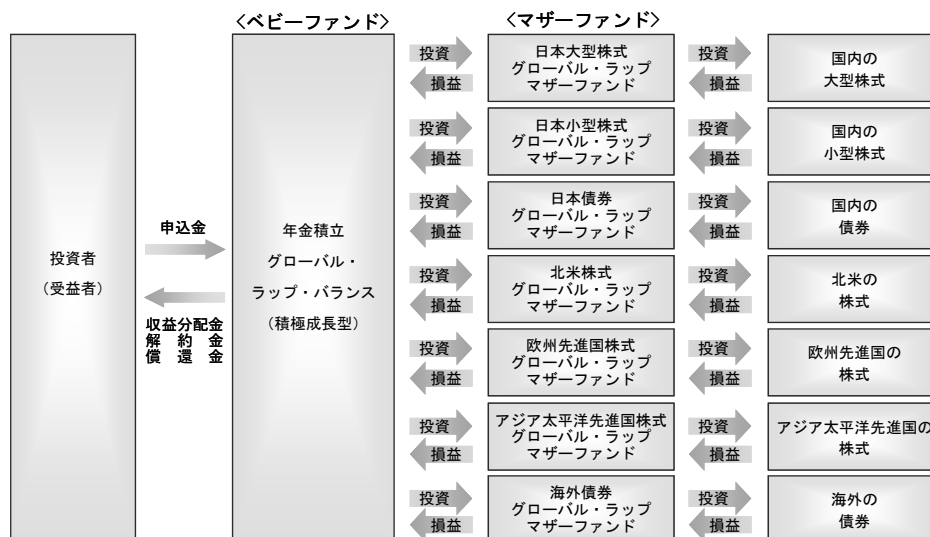 〈ベビーファンド〉
〈マザーファンド〉
投資者
（受益者）
申込金
収益分配金
解約金
償還金
年金積立
グローバル・
ラップ・バランス
（積極成長型）
投資
損益
日本大型株式
グローバル・ラップ
マザーファンド
投資
損益
国内の
大型株式
投資
損益
日本小型株式
グローバル・ラップ
マザーファンド
投資
損益
国内の
小型株式
投資
損益
日本債券
グローバル・ラップ
マザーファンド
投資
損益
国内の
債券
投資
損益
北米株式
グローバル・ラップ
マザーファンド
投資
損益
北米の
株式
投資
損益
欧州先進国株式
グローバル・ラップ
マザーファンド
投資
損益
欧州先進国の
株式
投資
損益
アジア太平洋先進国株式
グローバル・ラップ
マザーファンド
投資
損益
アジア太平洋先進国の
株式
投資
損益
海外債券
グローバル・ラップ
マザーファンド
投資
損益
海外の
債券